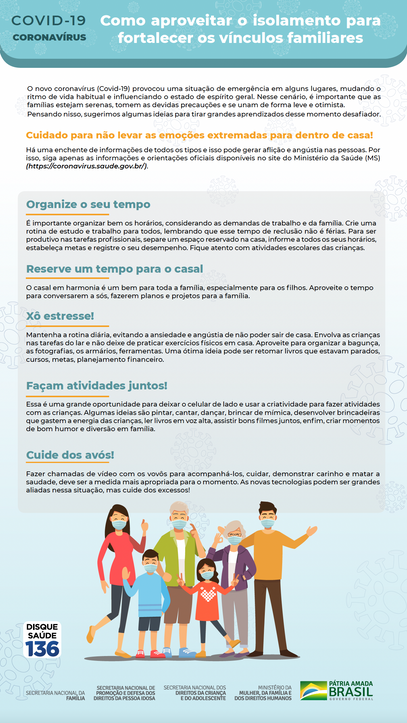 COVID-19
CORONAVÍRUS
Como aproveitar o isolamento para
fortalecer os vínculos familiares
O novo coronavírus (Covid-19) provocou uma situação de emergência em alguns lugares, mudando o
ritmo de vida habitual e influenciando o estado de espírito geral. Nesse cenário, é importante que as
famílias estejam serenas, tomem as devidas precauções e se unam de forma leve e otimista.
Pensando nisso, sugerimos algumas ideias para tirar grandes aprendizados desse momento desafiador.
Cuidado para não levar as emoções extremadas para dentro de casa!
Há uma enchente de informações de todos os tipos e isso pode gerar aflição e angústia nas pessoas. Por
isso, siga apenas as informações e orientações oficiais disponíveis no site do Ministério da Saúde (MS)
(https://coronavirus.saude.gov.br/).
Organize o seu tempo
É importante organizar bem os horários, considerando as demandas de trabalho e da família. Crie uma
rotina de estudo e trabalho para todos, lembrando que esse tempo de reclusão não é férias. Para ser
produtivo nas tarefas profissionais, separe um espaço reservado na casa, informe a todos os seus horários,
estabeleça metas e registre o seu desempenho. Fique atento com atividades escolares das crianças.
Reserve um tempo para o casal
O casal em harmonia é um bem para toda a família, especialmente para os filhos. Aproveite o tempo
para conversarem a sós, fazerem planos e projetos para a família.
Xô estresse!
Mantenha a rotina diária, evitando a ansiedade e angústia de não poder sair de casa. Envolva as crianças
nas tarefas do lar e não deixe de praticar exercícios físicos em casa. Aproveite para organizar a bagunça,
as fotografias, os armários, ferramentas. Uma ótima ideia pode ser retomar livros que estavam parados,
cursos, metas, planejamento financeiro.
Façam atividades juntos!
Essa é uma grande oportunidade para deixar o celular de lado e usar a criatividade para fazer atividades
com as crianças. Algumas ideias são pintar, cantar, dançar, brincar de mímica, desenvolver brincadeiras
que gastem a energia das crianças, ler livros em voz alta, assistir bons filmes juntos, enfim, criar momentos
de bom humor e diversão em família.
Cuide dos avós!
Fazer chamadas de vídeo com os vovôs para acompanhá-los, cuidar, demonstrar carinho e matar a
saudade, deve ser a medida mais apropriada para o momento. As novas tecnologias podem ser grandes
aliadas nessa situação, mas cuide dos excessos!
DISQUE
SAÚDE
136
SECRETARIA NACIONAL DA
FAMÍLIA
SECRETARIA NACIONAL DE
PROMOÇÃO E DEFESA DOS
DIREITOS DA PESSOA IDOSA
SECRETARIA NACIONAL DOS
DIREITOS DA CRIANÇA
E DO ADOLESCENTE
MINISTÉRIO DA
MULHER, DA FAMÍLIA E
DOS DIREITOS HUMANOS
PÁTRIA AMADA
BRASIL
GOVERNO FEDERAL